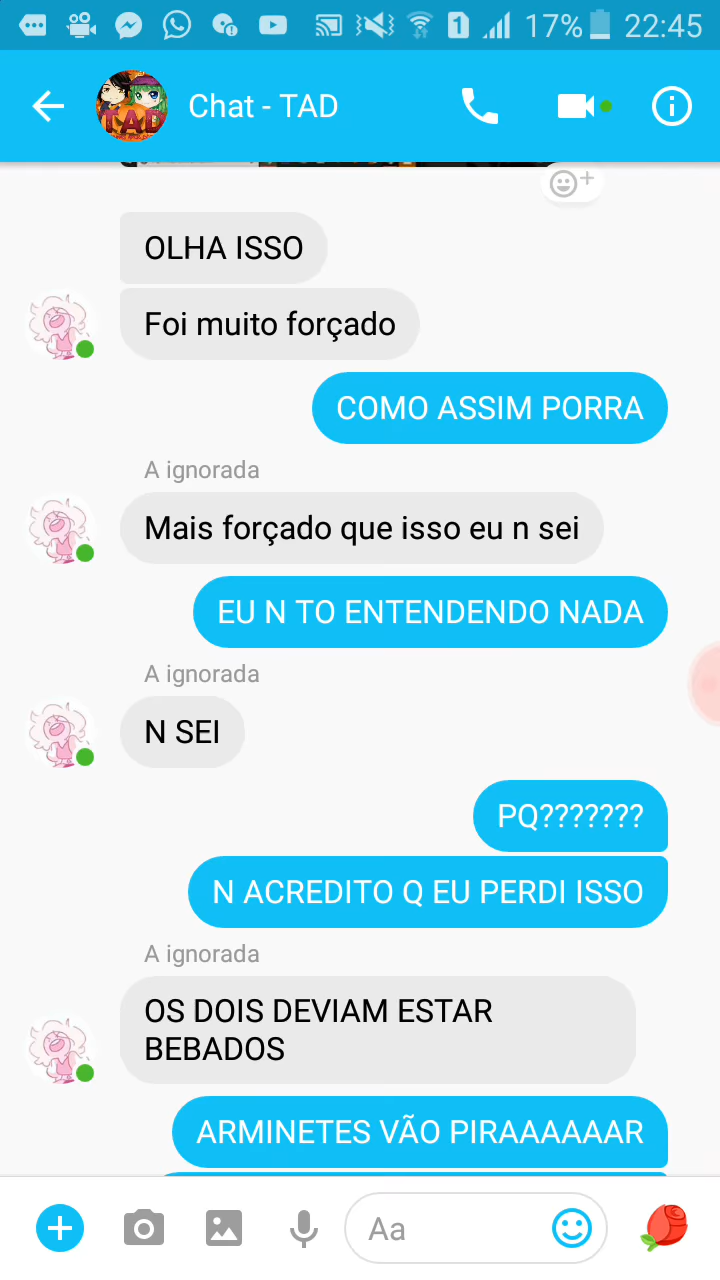 17% 22:45
Chat - TAD
TAD
OLHA ISSO
Foi muito forçado
COMO ASSIM PORRA
A ignorada
Mais forçado que isso eu n sei
EU N TO ENTENDENDO NADA
A ignorada
N SEI
PQ???????
N ACREDITO Q EU PERDI ISSO
A ignorada
OS DOIS DEVIAM ESTAR
BEBADOS
ARMINETES VÃO PIRAAAAAAR
Aa